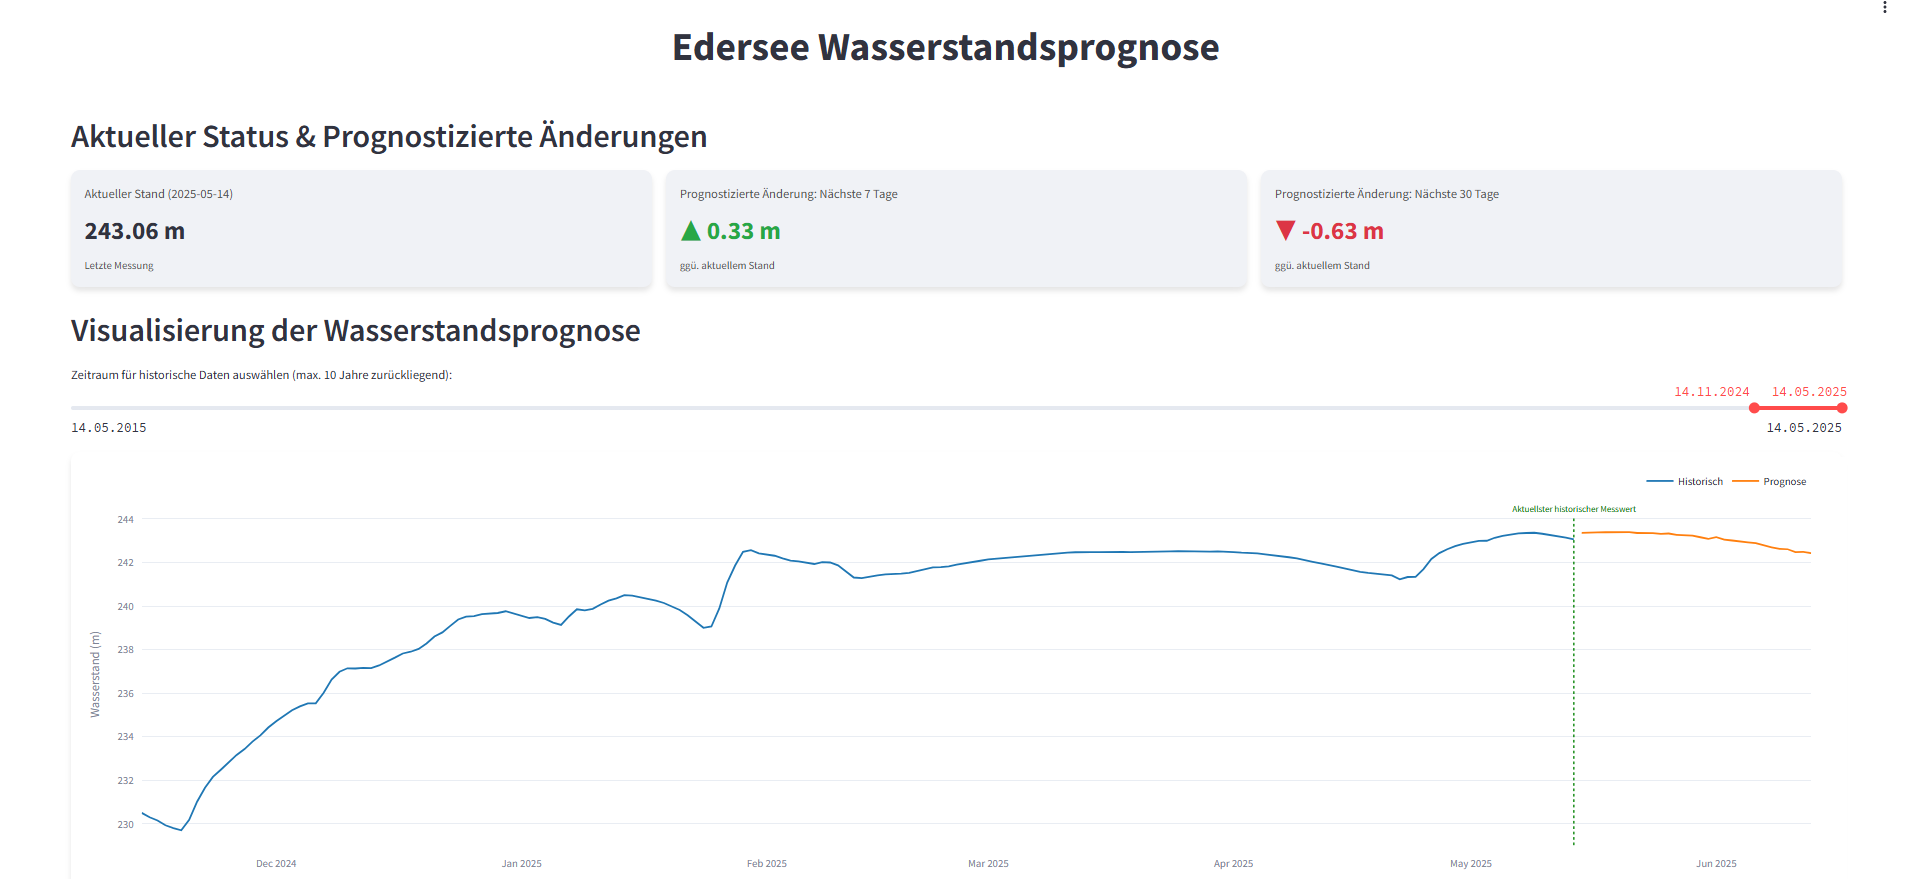 Edersee Wasserstandsprognose
Aktueller Status & Prognostizierte Änderungen
Aktueller Stand (2025-05-14)
243.06 m
Letzte Messung
Prognostizierte Änderung: Nächste 7 Tage
▲ 0.33 m
ggü. aktuellem Stand
Prognostizierte Änderung: Nächste 30 Tage
▼ -0.63 m
ggü. aktuellem Stand
Visualisierung der Wasserstandsprognose
Zeitraum für historische Daten auswählen (max. 10 Jahre zurückliegend):
14.11.2024 14.05.2025
14.05.2015 14.05.2025
Historisch Prognose
Aktuellster historischer Messwert
Wasserstand (m)
244
242
240
238
236
234
232
230
Dec 2024 Jan 2025 Feb 2025 Mar 2025 Apr 2025 May 2025 Jun 2025